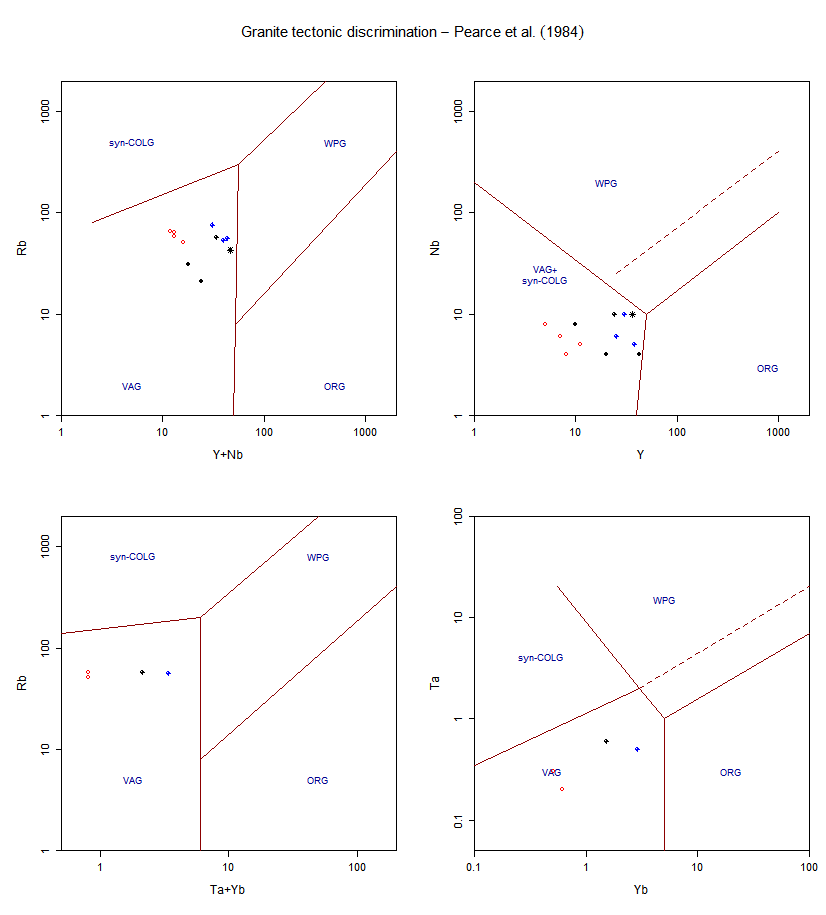 Granite tectonic discrimination − Pearce et al. (1984)
1000
100
10
1
Rb
syn-COLG
WPG
VAG
ORG
1 10 100 1000
Y+Nb
1000
100
10
1
Nb
WPG
VAG+
syn-COLG
ORG
1 10 100 1000
Y
1000
100
10
1
Rb
syn-COLG
WPG
VAG
ORG
1 10 100
Ta+Yb
100
10
1
0.1
Ta
WPG
syn-COLG
VAG
ORG
0.1 1 10 100
Yb